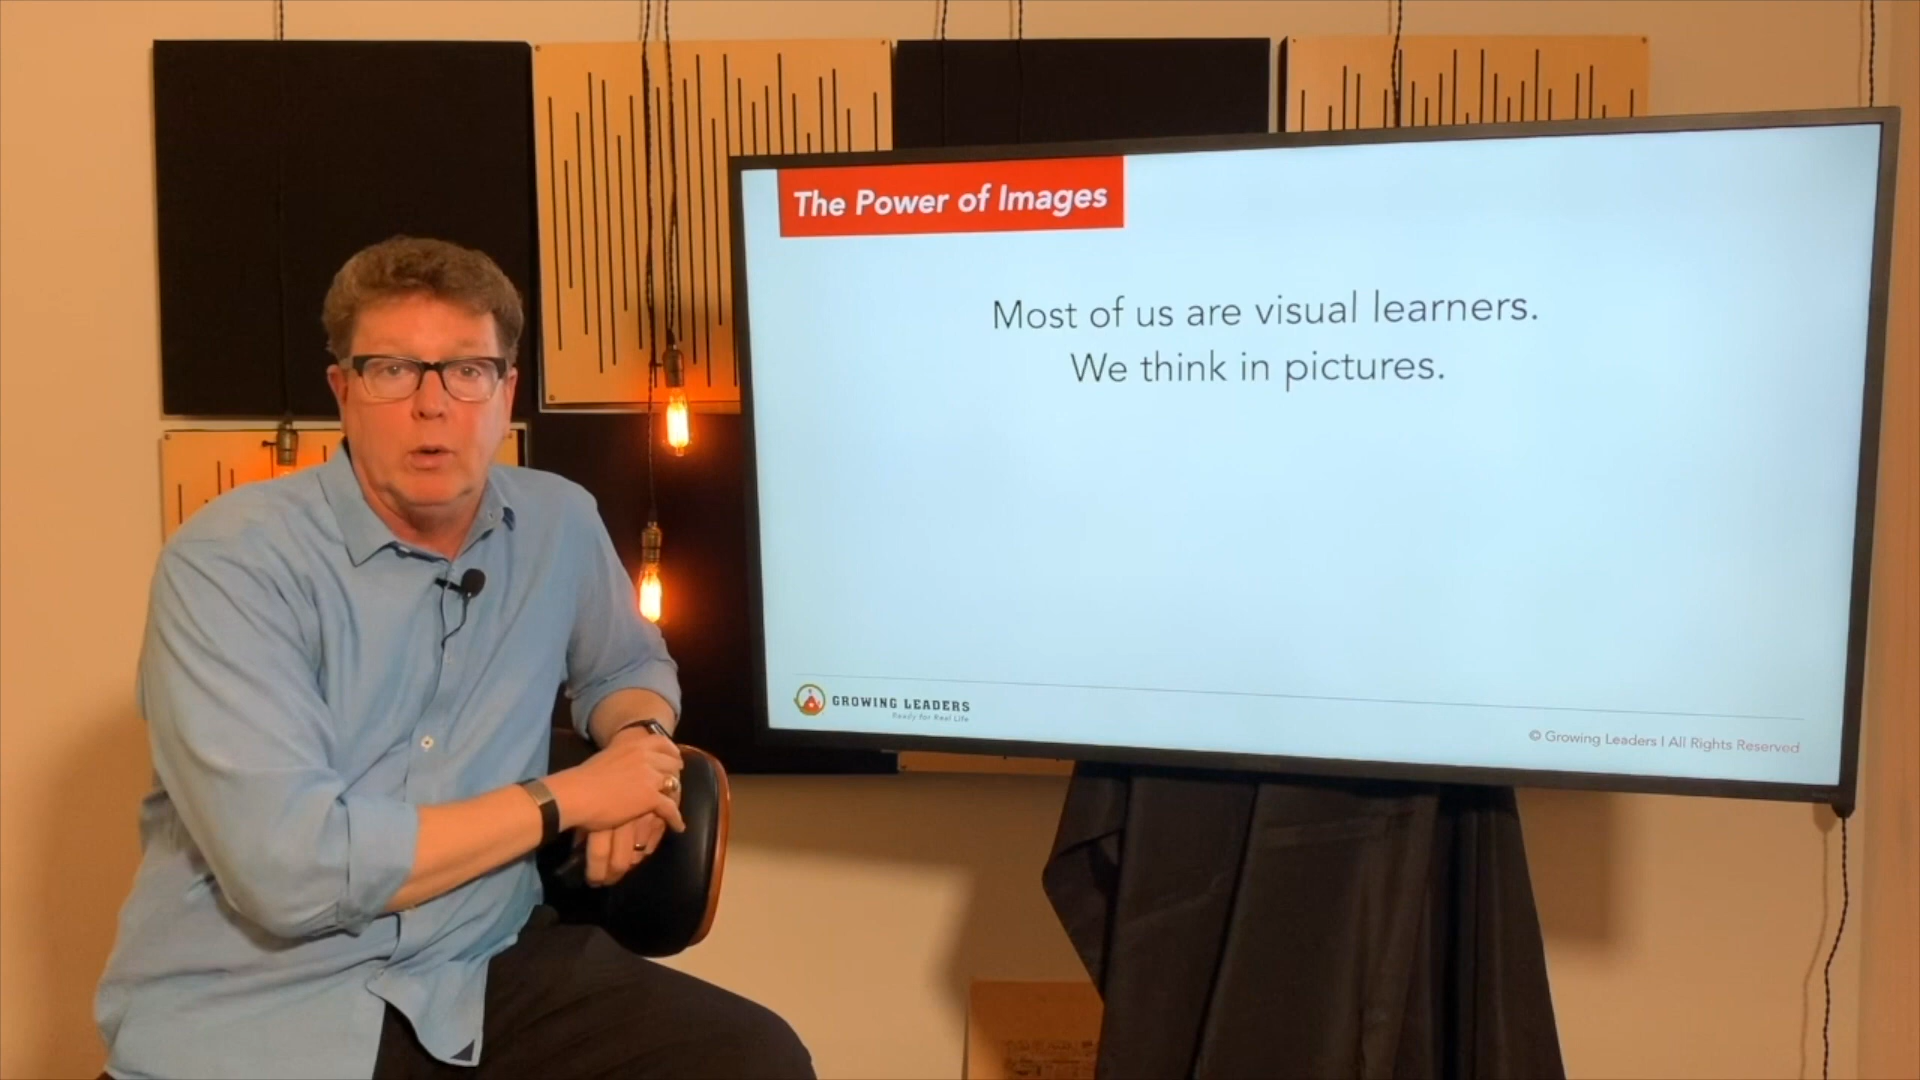 The Power of Images
Most of us are visual learners.
We think in pictures.
GROWING LEADERS
Ready for Real Life
© Growing Leaders | All Rights Reserved